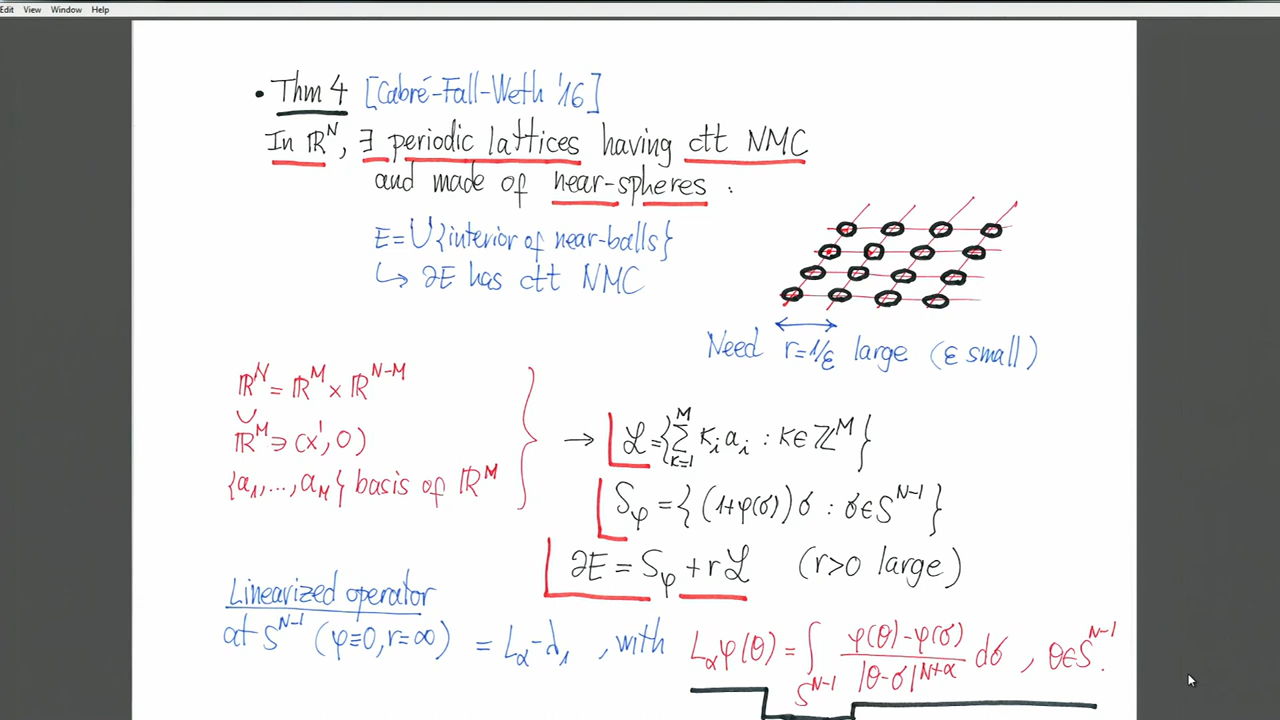 Edit View Window Help
• Thm 4 [Cabré-Fall-Weth '16]
In ℝ^N, ∃ periodic lattices having ctt NMC
and made of near-spheres :
E = ∪{interior of near-balls}
↳ ∂E has ctt NMC
Need r=1/ε large (ε small)
ℝ^N = ℝ^M × ℝ^{N-M}
∪
ℝ^M ∋ (x', 0)
{a_1,..., a_M} basis of ℝ^M
→ ℒ = {∑_{k=1}^M k_i a_i : k∈ℤ^M}
S_φ = {(1+φ(σ))σ : σ∈S^{N-1}}
∂E = S_φ + rℒ (r>0 large)
Linearized operator
at S^{N-1} (φ≡0, r=∞) = L_α - λ_1 , with L_αφ(θ) = ∫_{S^{N-1}} \frac{φ(θ)-φ(σ)}{|θ-σ|^{N+α}} dσ , θ∈S^{N-1}.